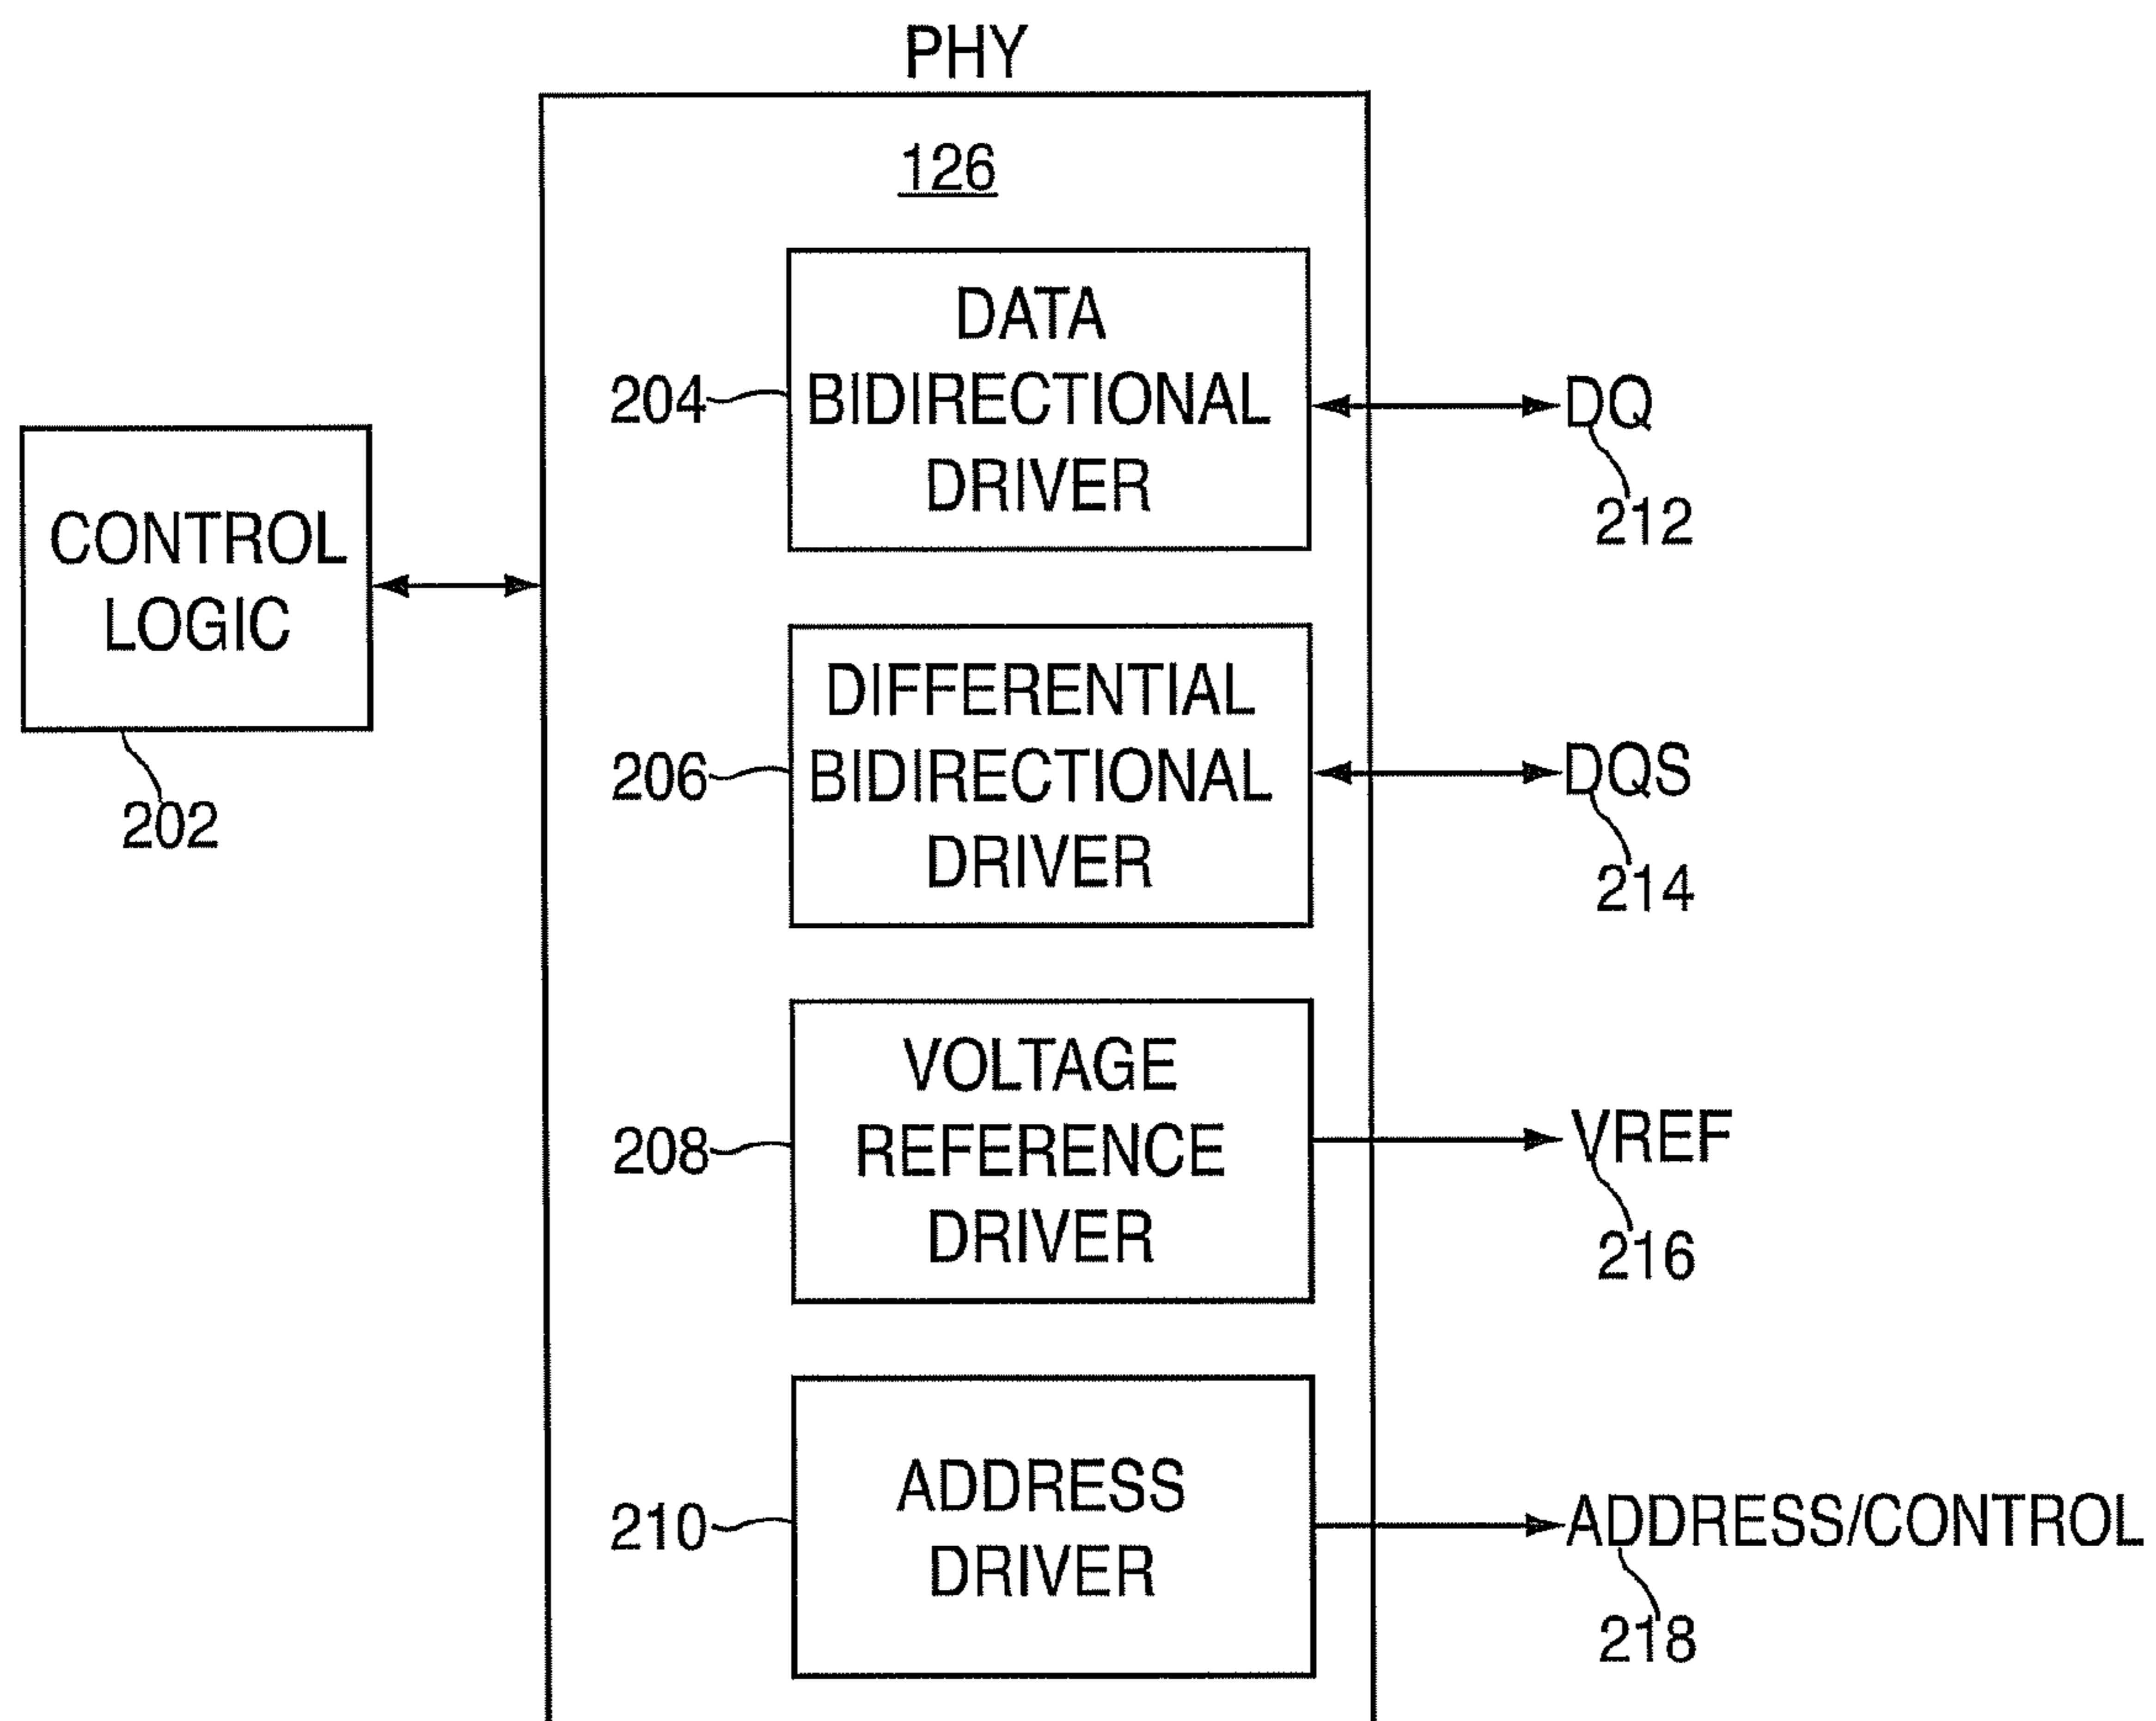 PHY
126
DATA
BIDIRECTIONAL
DRIVER
204
DQ
212
CONTROL
LOGIC
202
DIFFERENTIAL
BIDIRECTIONAL
DRIVER
206
DQS
214
VOLTAGE
REFERENCE
DRIVER
208
VREF
216
ADDRESS
DRIVER
210
ADDRESS/CONTROL
218